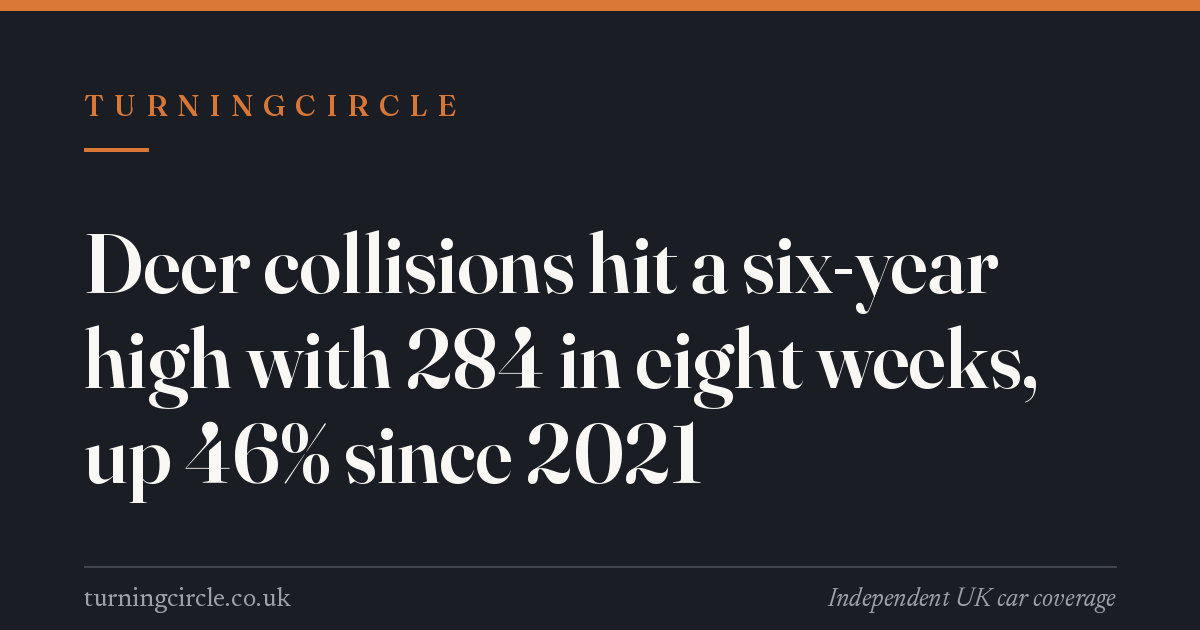 TURNINGCIRCLE
Deer collisions hit a six-year
high with 284 in eight weeks,
up 46% since 2021
turningcircle.co.uk
Independent UK car coverage